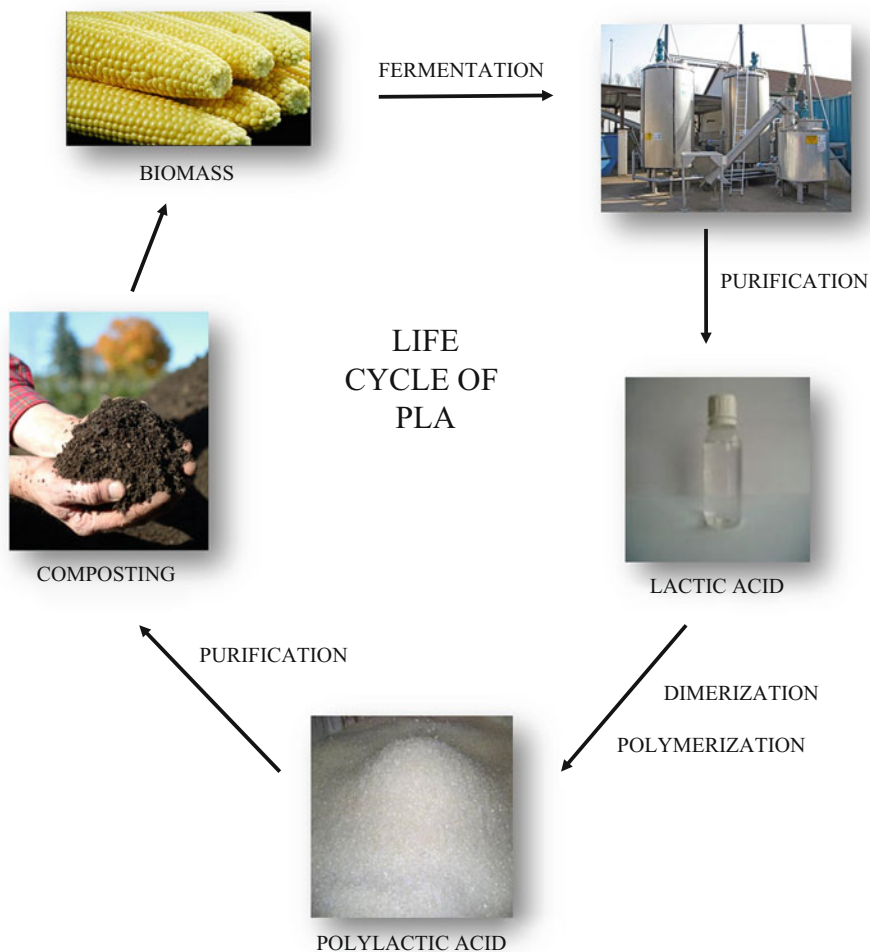 FERMENTATION
BIOMASS
PURIFICATION
LIFE
CYCLE OF
PLA
COMPOSTING
LACTIC ACID
PURIFICATION
DIMERIZATION
POLYMERIZATION
POLYLACTIC ACID